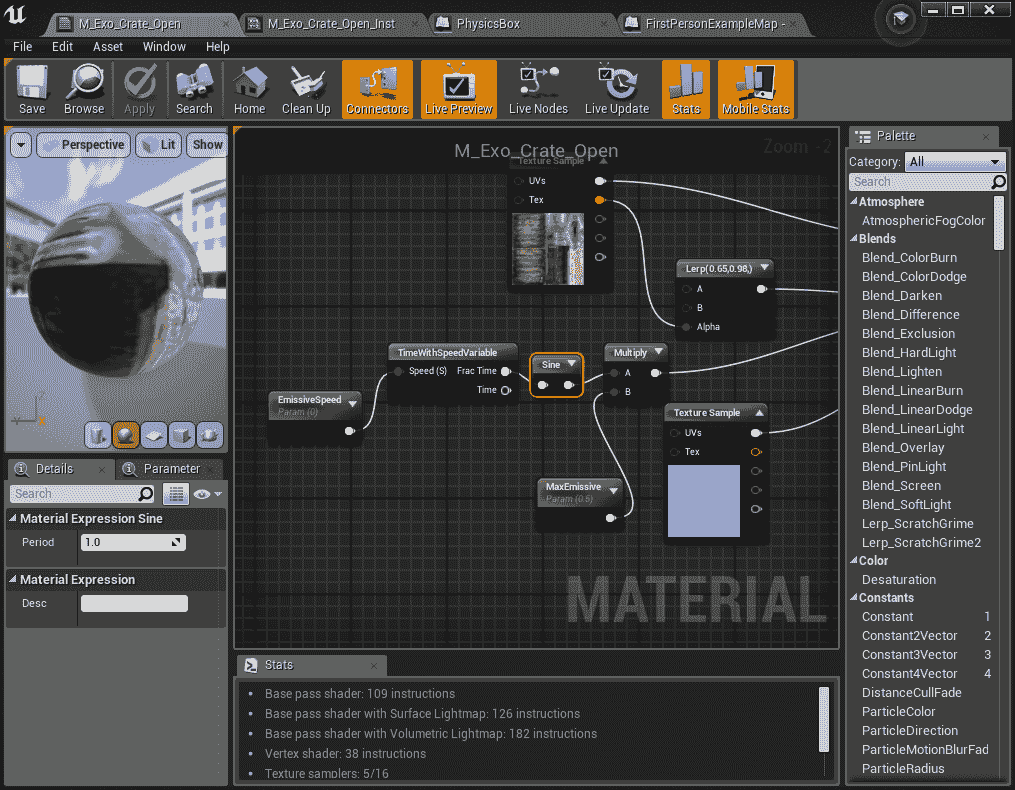 M_Exo_Crate_Open
M_Exo_Crate_Open_Inst
PhysicsBox
FirstPersonExampleMap -
File Edit Asset Window Help
Save Browse Apply Search Home Clean Up Connectors Live Preview Live Nodes Live Update Stats Mobile Stats
Perspective Lit Show
M_Exo_Crate_Open
Zoom -2
Texture Sample
UVs
Tex
Lerp(0.65,0.98,)
A
B
Alpha
TimeWithSpeedVariable
Speed (S) Frac Time
Time
Sine
Multiply
A
B
EmissiveSpeed
Param (0)
Texture Sample
UVs
Tex
MaxEmissive
Param (0.5)
MATERIAL
Y Z X
Details Parameter
Search
Material Expression Sine
Period 1.0
Material Expression
Desc
Stats
• Base pass shader: 109 instructions
• Base pass shader with Surface Lightmap: 126 instructions
• Base pass shader with Volumetric Lightmap: 182 instructions
• Vertex shader: 38 instructions
• Texture samplers: 5/16
Palette
Category: All
Search
Atmosphere
AtmosphericFogColor
Blends
Blend_ColorBurn
Blend_ColorDodge
Blend_Darken
Blend_Difference
Blend_Exclusion
Blend_HardLight
Blend_Lighten
Blend_LinearBurn
Blend_LinearDodge
Blend_LinearLight
Blend_Overlay
Blend_PinLight
Blend_Screen
Blend_SoftLight
Lerp_ScratchGrime
Lerp_ScratchGrime2
Color
Desaturation
Constants
Constant 1
Constant2Vector 2
Constant3Vector 3
Constant4Vector 4
DistanceCullFade
ParticleColor
ParticleDirection
ParticleMotionBlurFad
ParticleRadius